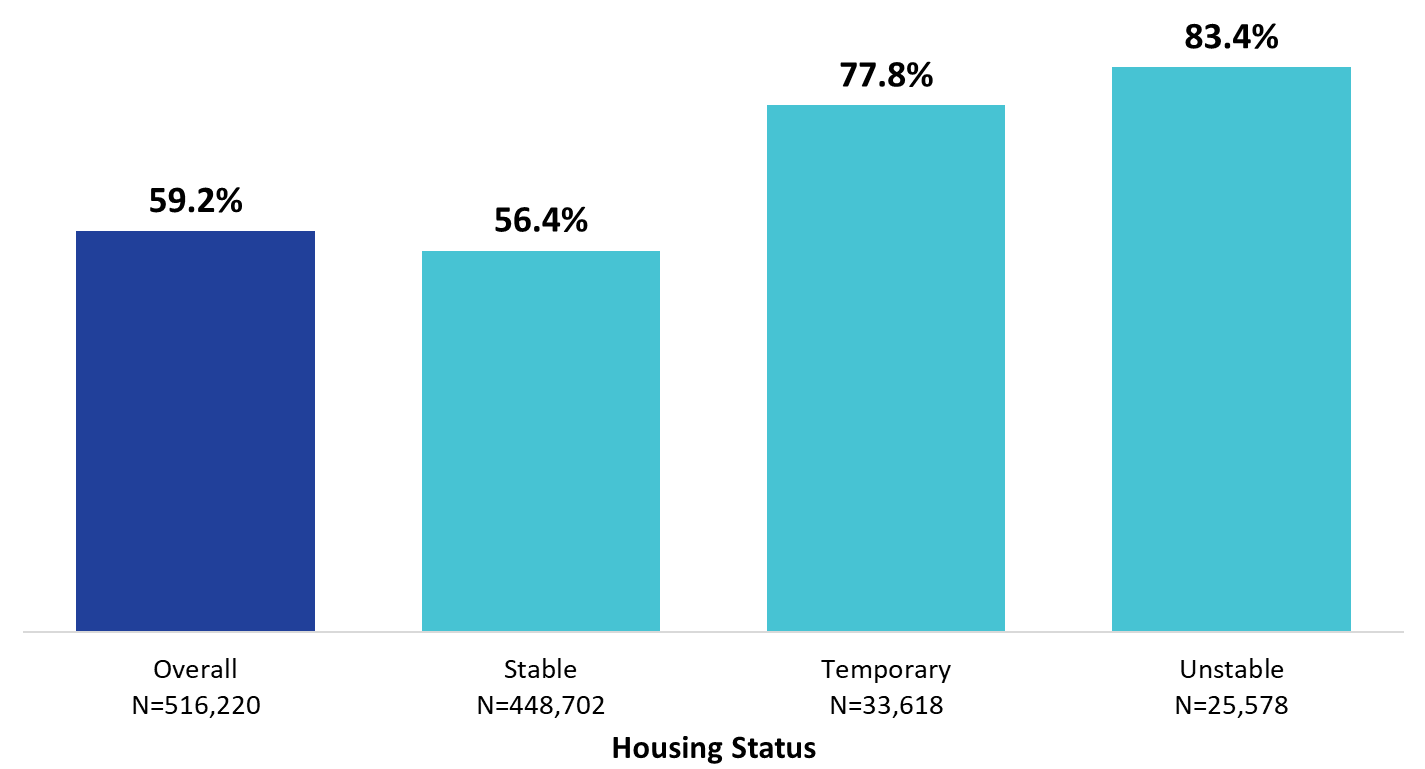 83.4%
77.8%
59.2%
56.4%
Overall Stable Temporary Unstable
N=516,220 N=448,702 N=33,618 N=25,578
Housing Status